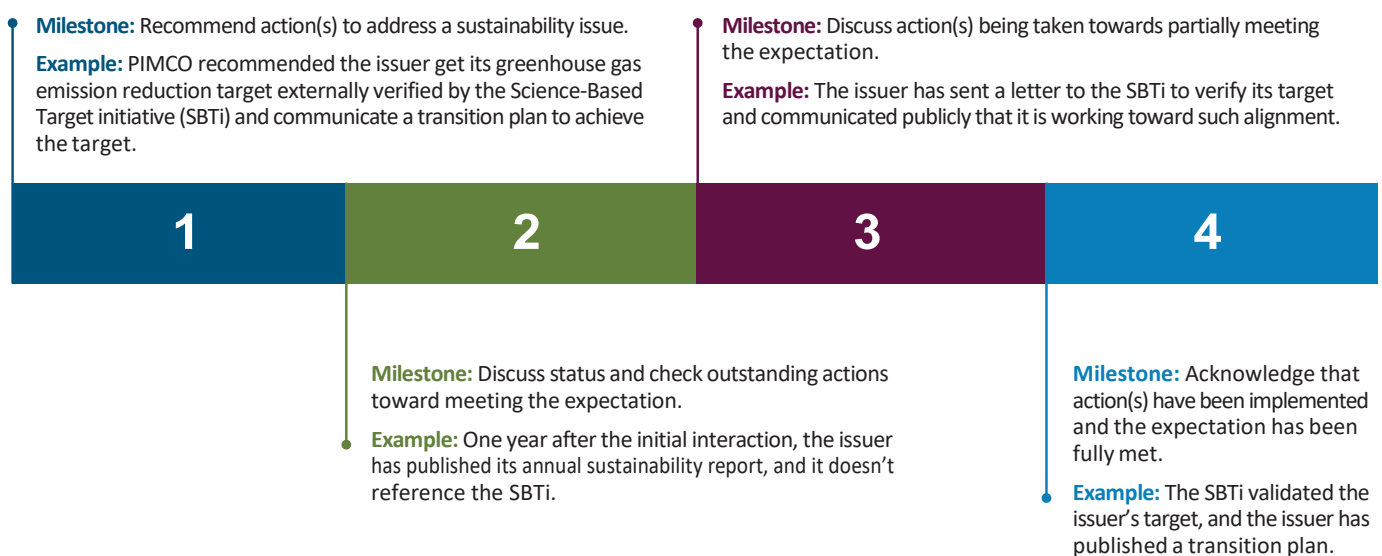 Milestone: Recommend action(s) to address a sustainability issue.
Example: PIMCO recommended the issuer get its greenhouse gas
emission reduction target externally verified by the Science-Based
Target initiative (SBTi) and communicate a transition plan to achieve
the target.
Milestone: Discuss action(s) being taken towards partially meeting
the expectation.
Example: The issuer has sent a letter to the SBTi to verify its target
and communicated publicly that it is working toward such alignment.
1
2
3
4
Milestone: Discuss status and check outstanding actions
toward meeting the expectation.
Example: One year after the initial interaction, the issuer
has published its annual sustainability report, and it doesn’t
reference the SBTi.
Milestone: Acknowledge that
action(s) have been implemented
and the expectation has been
fully met.
Example: The SBTi validated the
issuer’s target, and the issuer has
published a transition plan.